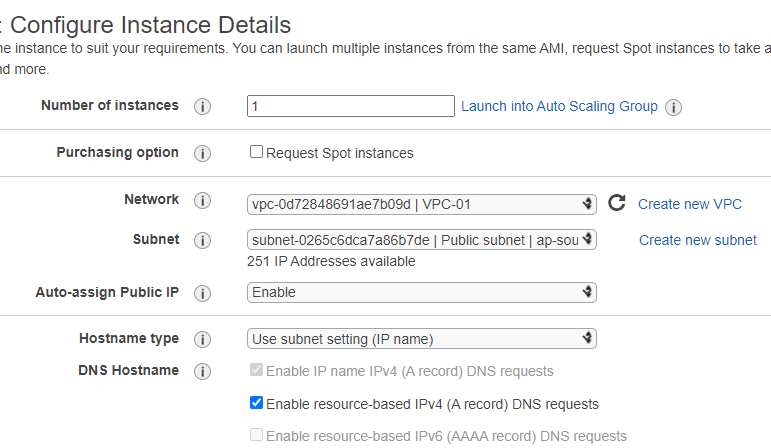 : Configure Instance Details
ne instance to suit your requirements. You can launch multiple instances from the same AMI, request Spot instances to take a
nd more.
Number of instances i 1 Launch into Auto Scaling Group i
Purchasing option i Request Spot instances
Network i vpc-0d72848691ae7b09d | VPC-01 Create new VPC
Subnet i subnet-0265c6dca7a86b7de | Public subnet | ap-sou Create new subnet
251 IP Addresses available
Auto-assign Public IP i Enable
Hostname type i Use subnet setting (IP name)
DNS Hostname i Enable IP name IPv4 (A record) DNS requests
Enable resource-based IPv4 (A record) DNS requests
Enable resource-based IPv6 (AAAA record) DNS requests